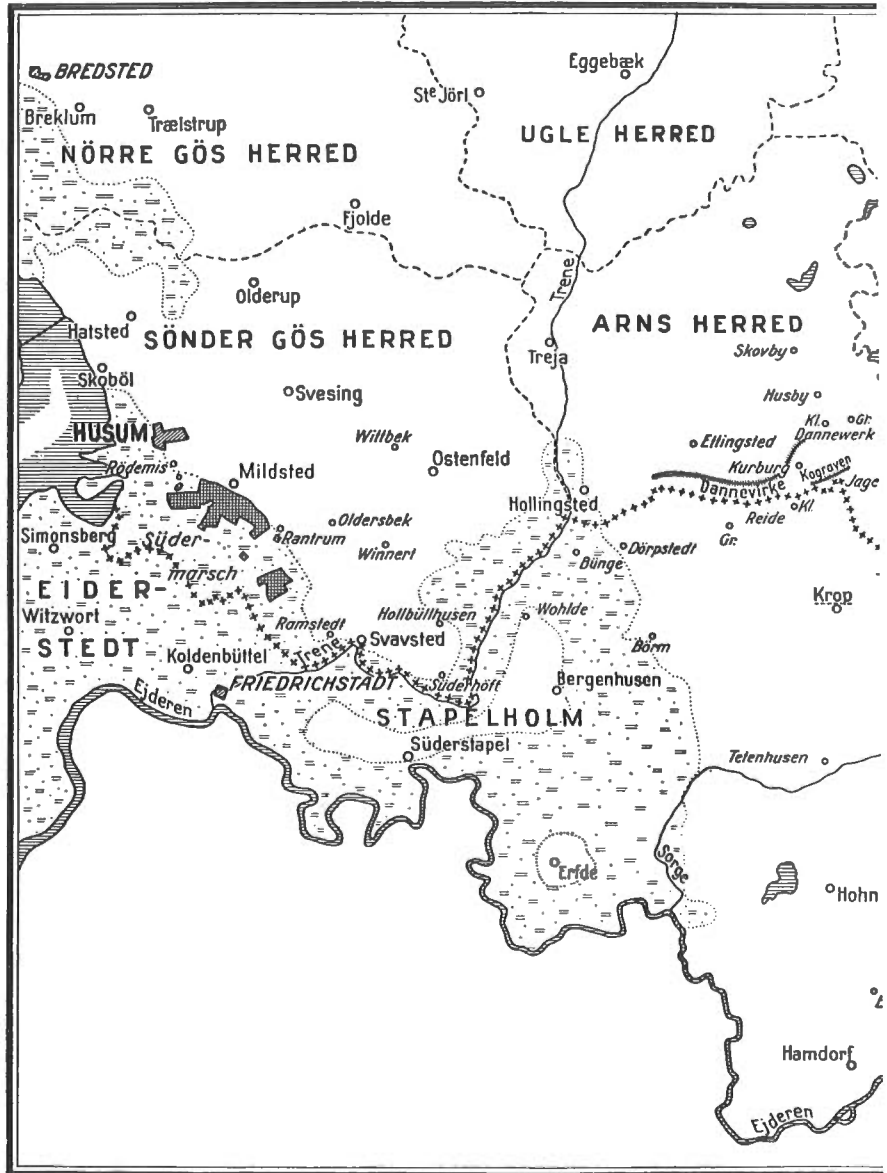 BREDSTED
Eggebæk
Ste Jörl
Breklum
Trælstrup
UGLE HERRED
NÖRRE GÖS HERRED
Fjolde
Trene
Olderup
Hatsted
SÖNDER GÖS HERRED
ARNS HERRED
Treja
Skovby
Skoböl
Svesing
Husby
HUSUM
Kl. Gr.
Dannewerk
Wittbek
Ellingsted
Rödemis
Mildsted
Ostenfeld
Kurburg
Kograven
Dannevirke
Jage
Hollingsted
Kl.
Reide
Gr.
Simonsberg
Süder-
marsch
Oldersbek
Rantrum
Winnert
Bünge
Dörpstedt
EIDER-
STEDT
Witzwort
Ramstedt
Hollbüllhusen
Wohlde
Krop
Koldenbüttel
Trene
Svavsted
Börm
Süderhöft
Bergenhusen
FRIEDRICHSTADT
Ejderen
STAPELHOLM
Süderstapel
Tetenhusen
Erfde
Sorge
Hohn
Hamdorf
Ejderen